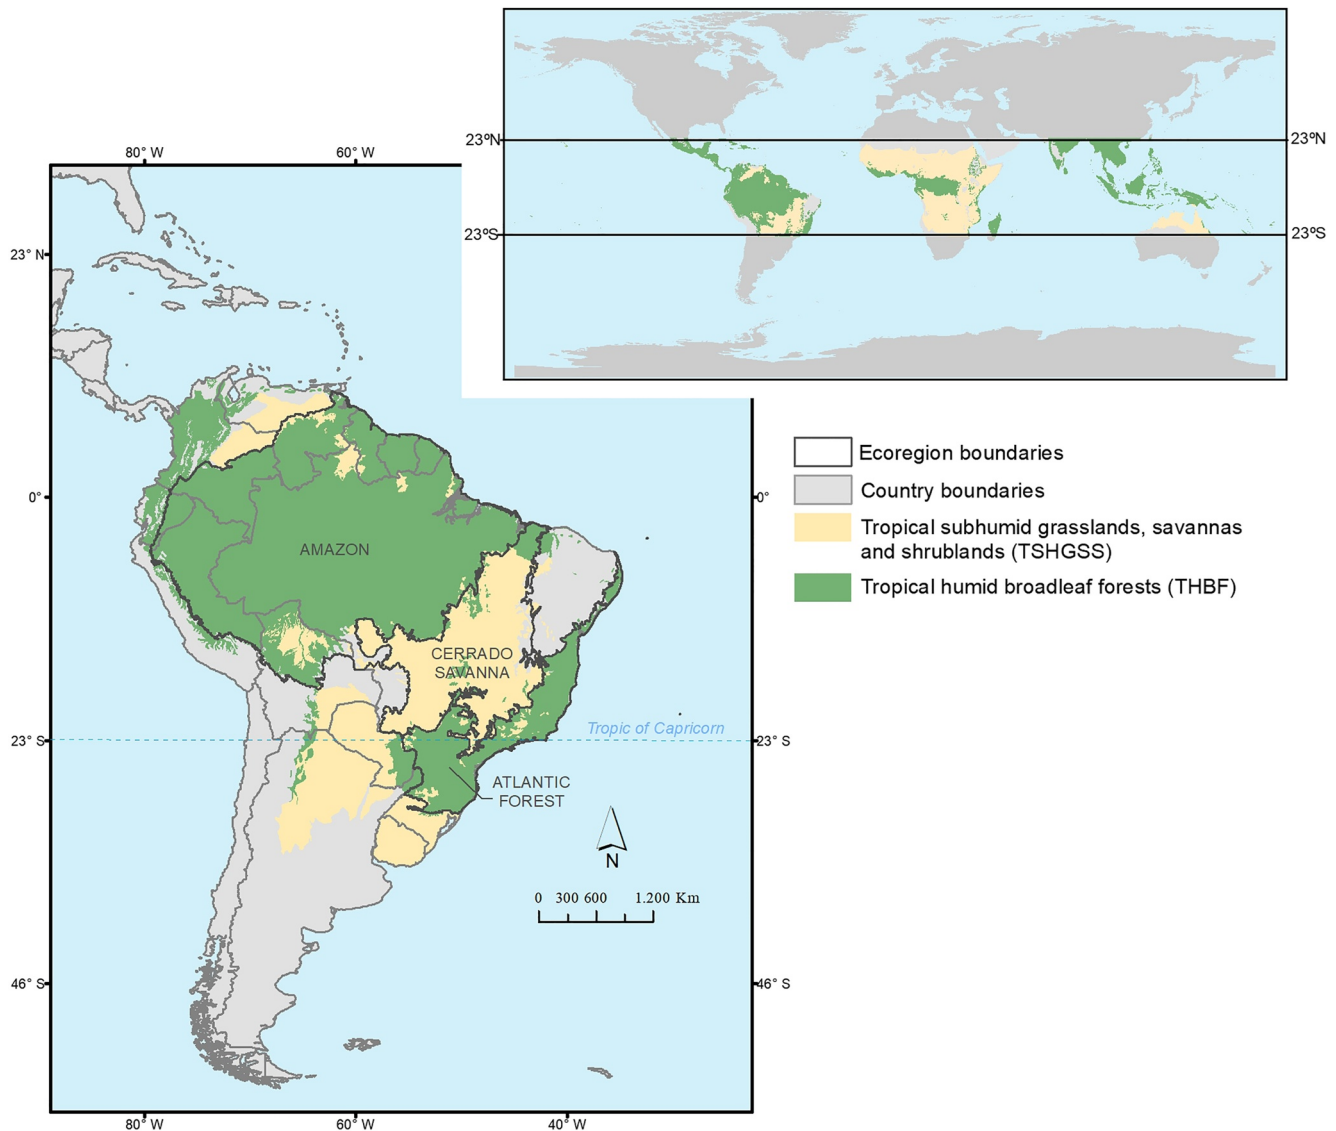 23ºN
23ºN
23ºS
23ºS
80° W
60° W
23° N
0°
0°
AMAZON
CERRADO
SAVANNA
Tropic of Capricorn
23° S
23° S
ATLANTIC
FOREST
N
0 300 600 1.200 Km
46° S
46° S
80° W
60° W
40° W
Ecoregion boundaries
Country boundaries
Tropical subhumid grasslands, savannas
and shrublands (TSHGSS)
Tropical humid broadleaf forests (THBF)